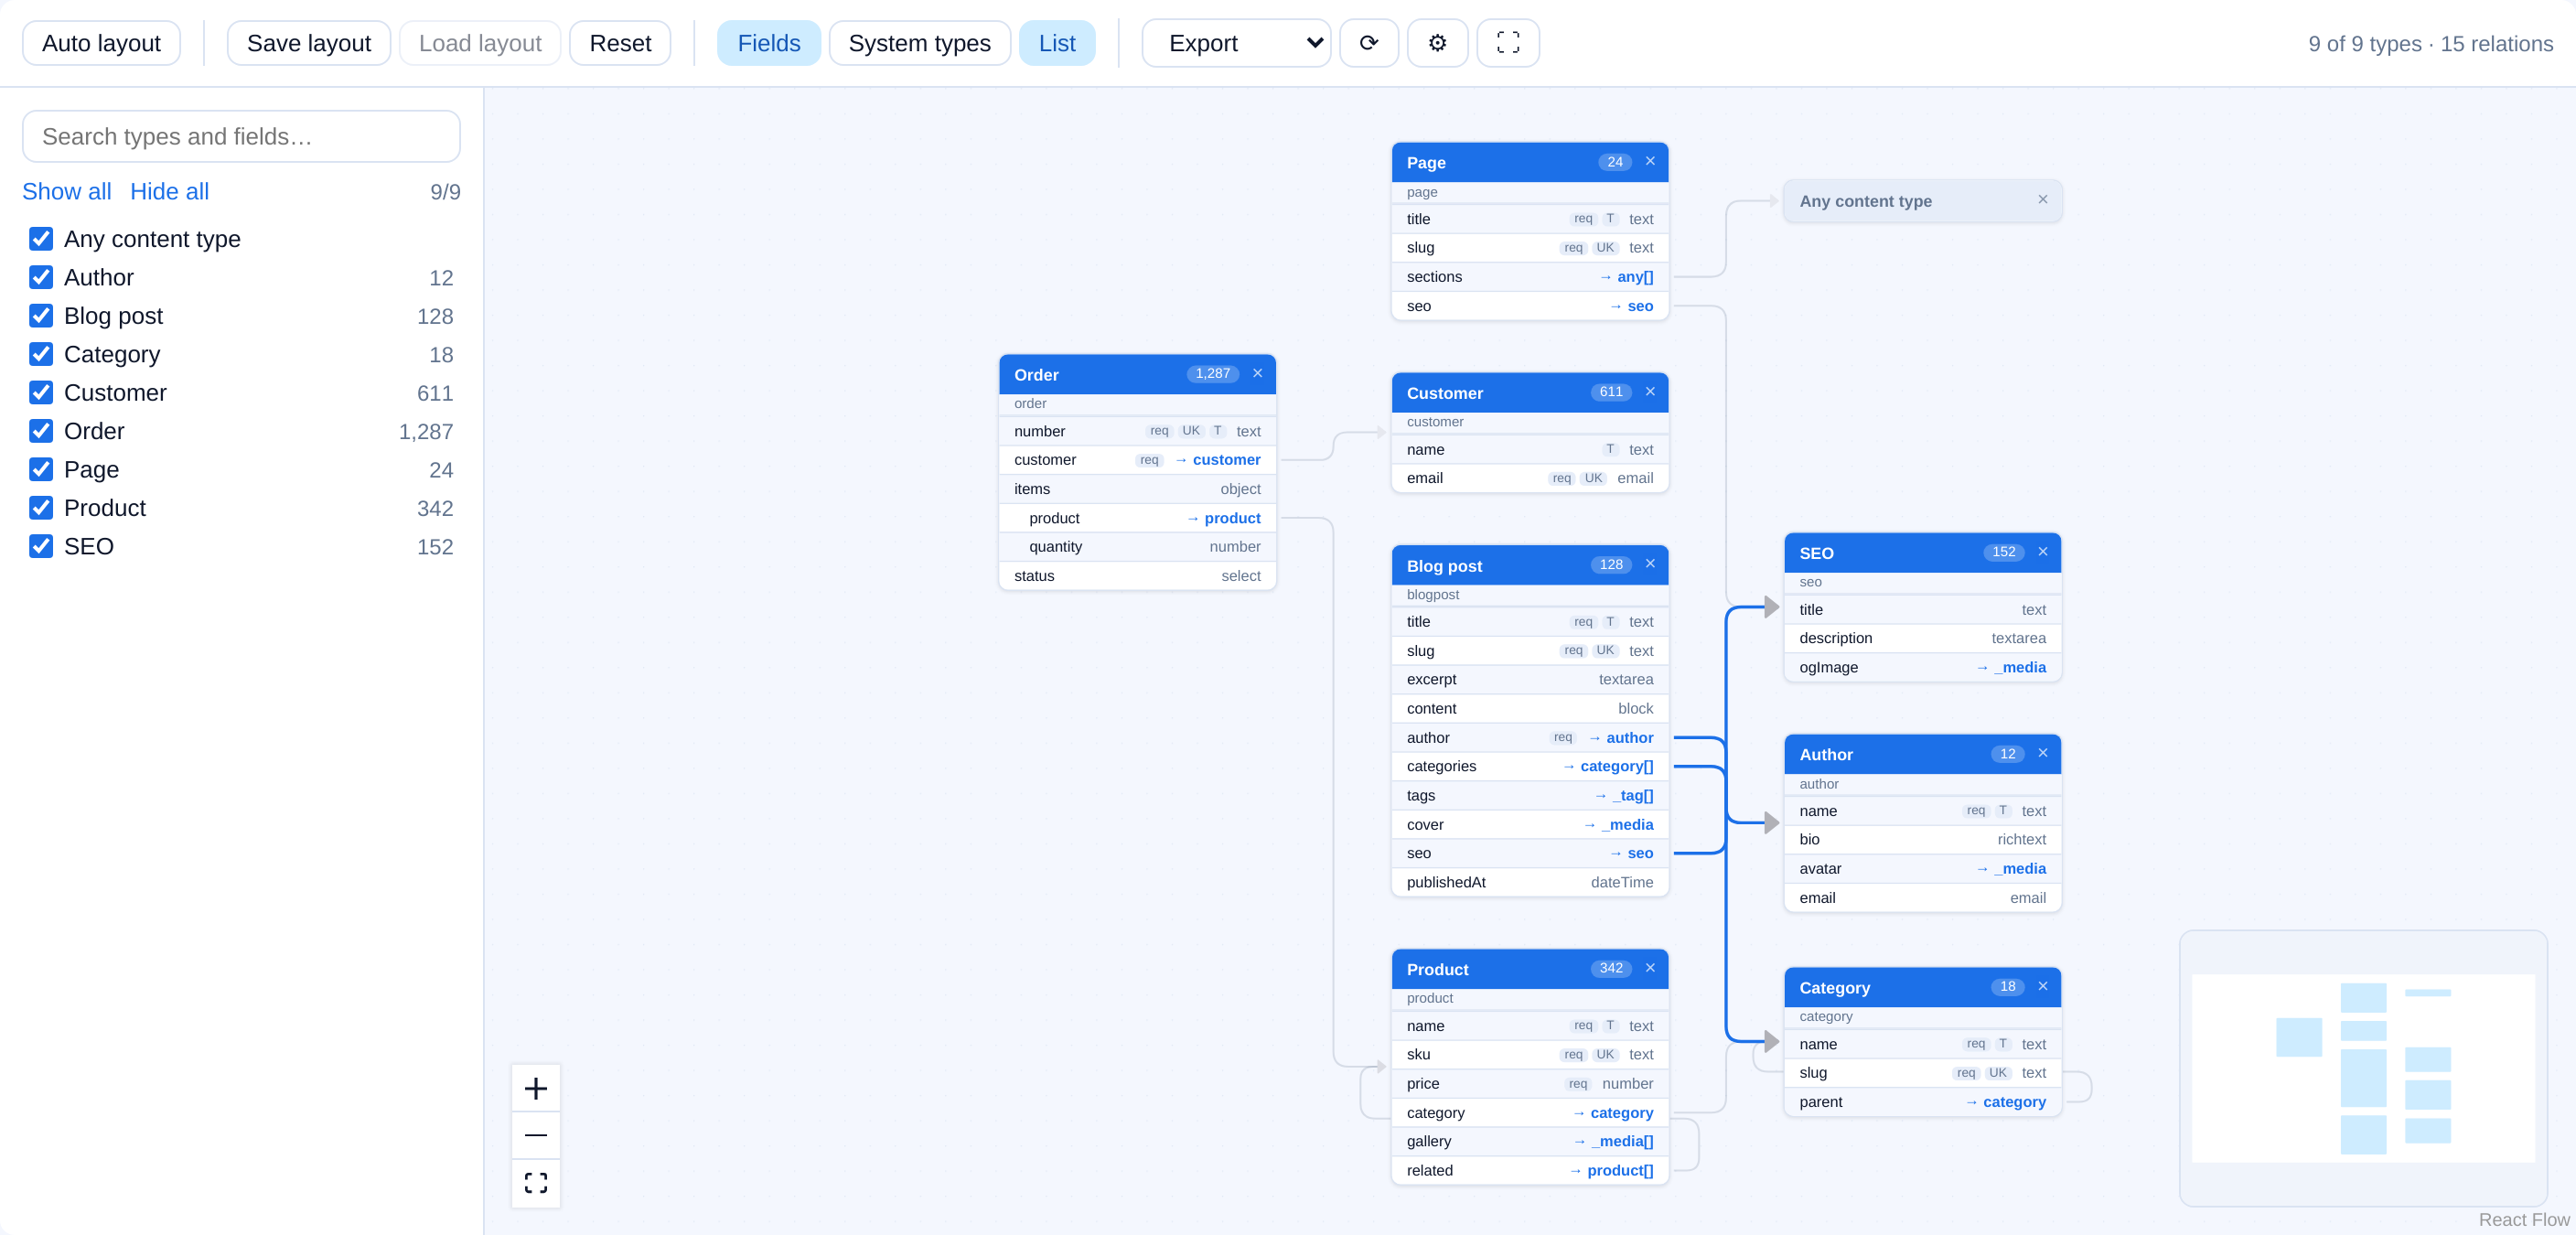 Auto layout Save layout Load layout Reset Fields System types List Export 9 of 9 types · 15 relations
Search types and fields…
Show all Hide all 9/9
Any content type
Author 12
Blog post 128
Category 18
Customer 611
Order 1,287
Page 24
Product 342
SEO 152
Order 1,287 ×
order
number req UK T text
customer req → customer
items object
product → product
quantity number
status select
Page 24 ×
page
title req T text
slug req UK text
sections → any[]
seo → seo
Customer 611 ×
customer
name T text
email req UK email
Blog post 128 ×
blogpost
title req T text
slug req UK text
excerpt textarea
content block
author req → author
categories → category[]
tags → _tag[]
cover → _media
seo → seo
publishedAt dateTime
Product 342 ×
product
name req T text
sku req UK text
price req number
category → category
gallery → _media[]
related → product[]
Any content type ×
SEO 152 ×
seo
title text
description textarea
ogImage → _media
Author 12 ×
author
name req T text
bio richtext
avatar → _media
email email
Category 18 ×
category
name req T text
slug req UK text
parent → category
React Flow